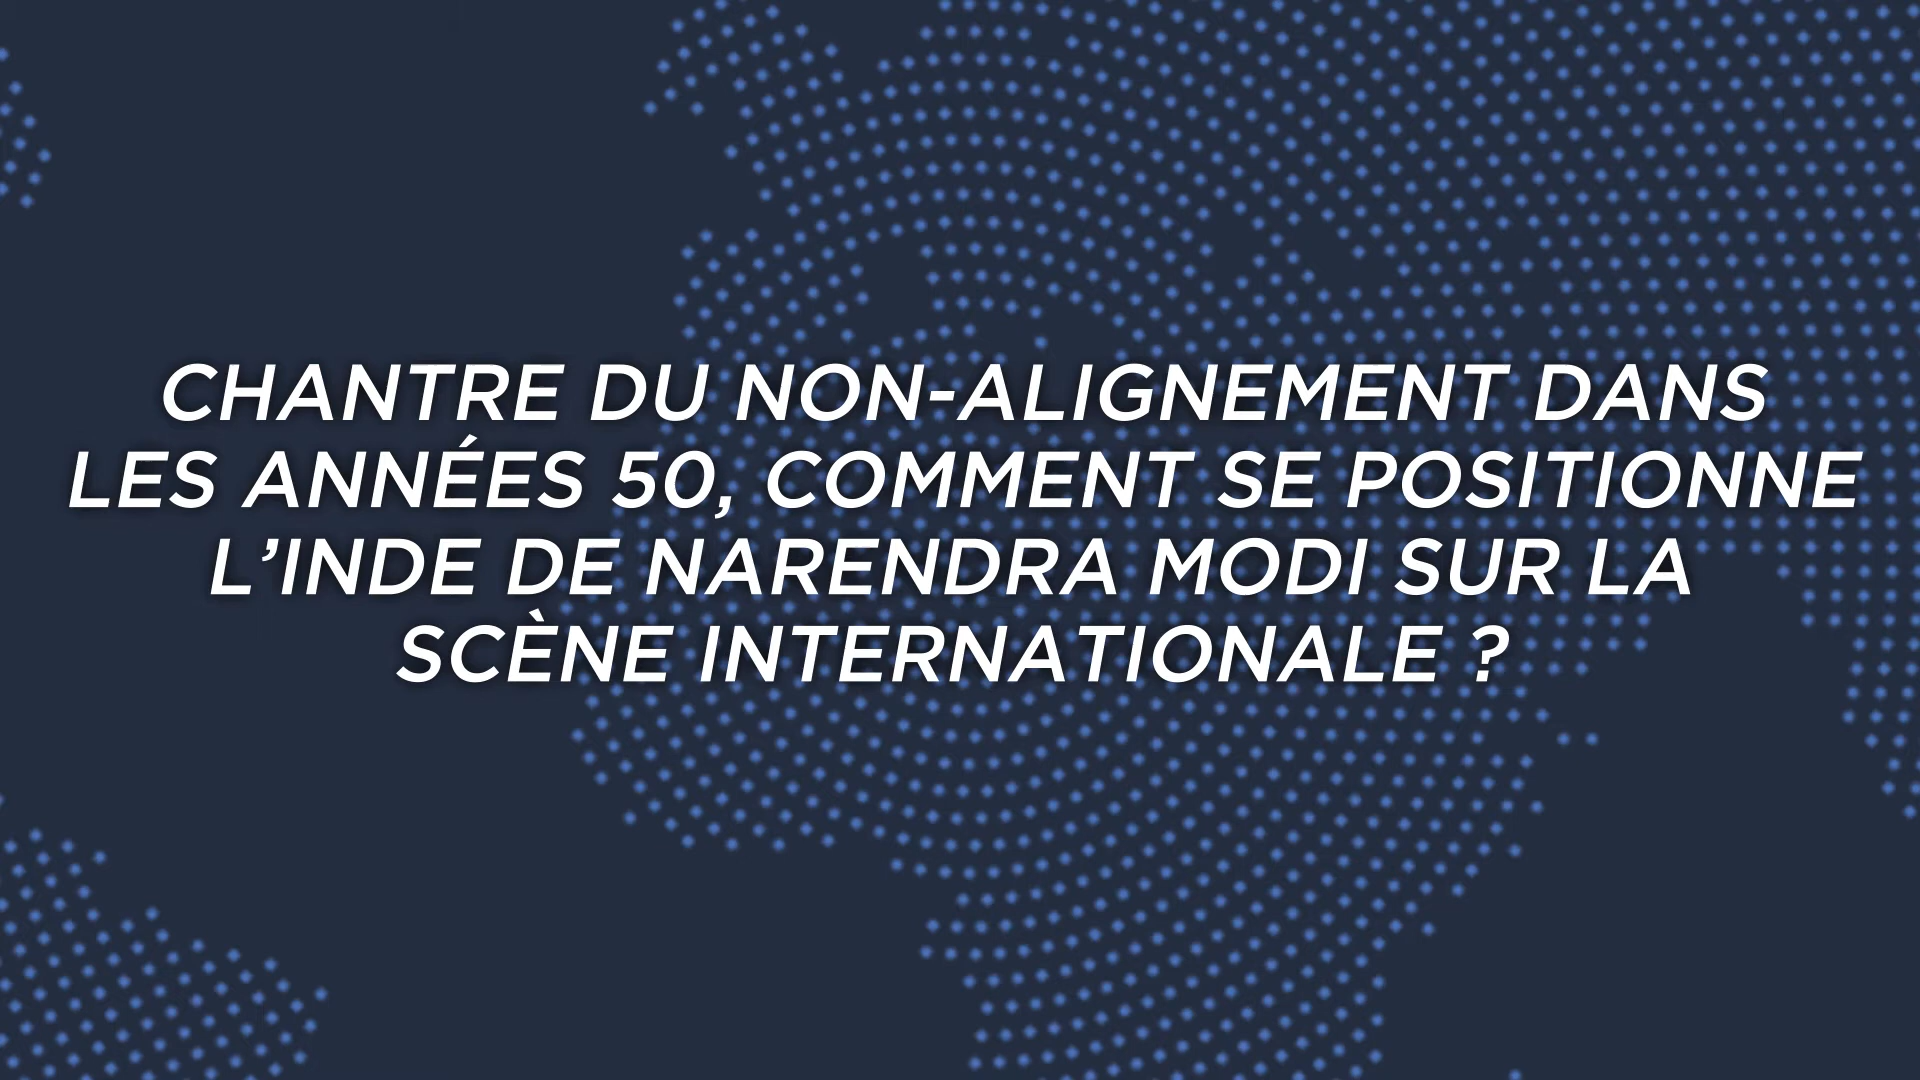 CHANTRE DU NON-ALIGNEMENT DANS
LES ANNÉES 50, COMMENT SE POSITIONNE
L’INDE DE NARENDRA MODI SUR LA
SCÈNE INTERNATIONALE ?